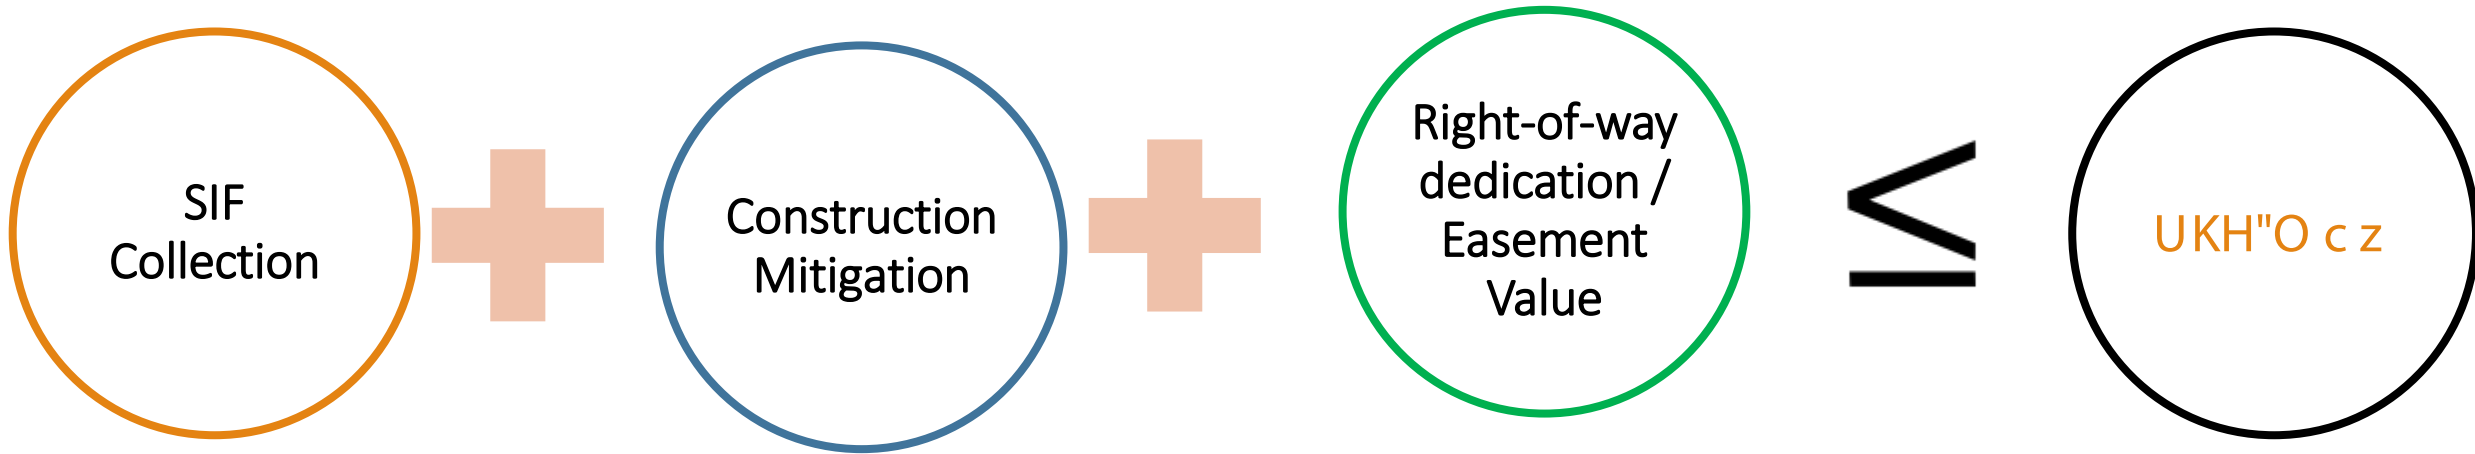 SIF
Collection
Construction
Mitigation
Right-of-way
dedication /
Easement
Value
≤
UKH"O c z